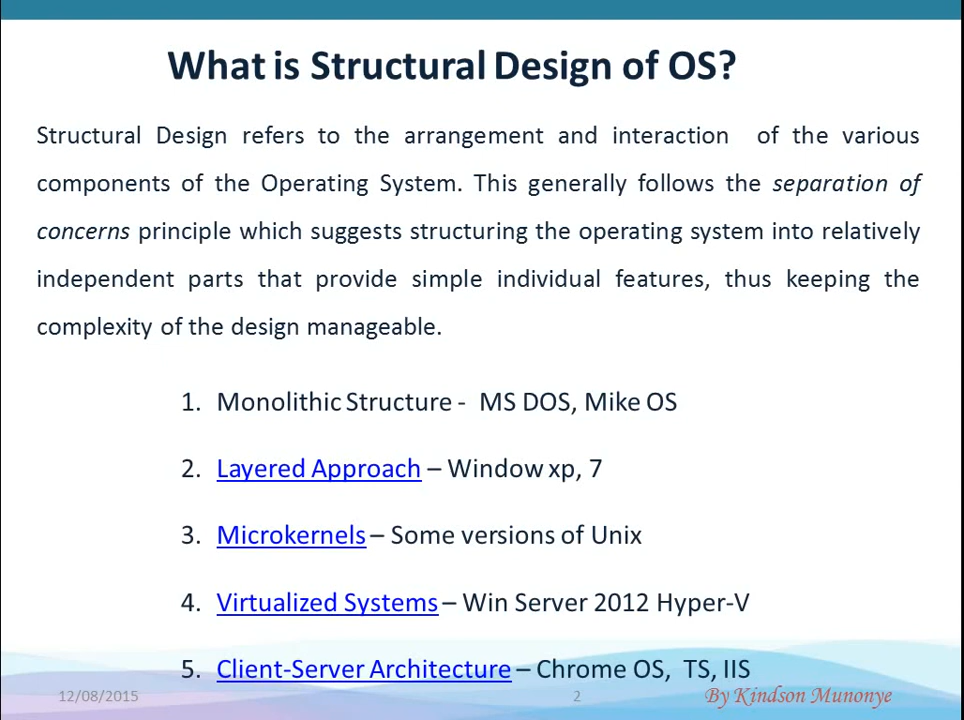 What is Structural Design of OS?
Structural Design refers to the arrangement and interaction of the various
components of the Operating System. This generally follows the separation of
concerns principle which suggests structuring the operating system into relatively
independent parts that provide simple individual features, thus keeping the
complexity of the design manageable.
1. Monolithic Structure - MS DOS, Mike OS
2. Layered Approach – Window xp, 7
3. Microkernels – Some versions of Unix
4. Virtualized Systems – Win Server 2012 Hyper-V
5. Client-Server Architecture – Chrome OS, TS, IIS
12/08/2015 2 By Kindson Munonye